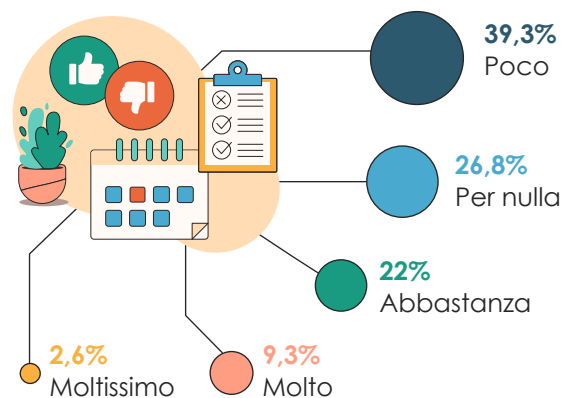 39,3%
Poco
26,8%
Per nulla
22%
Abbastanza
9,3%
Molto
2,6%
Moltissimo